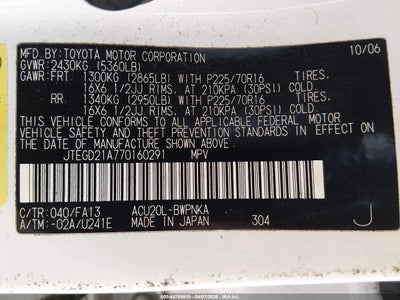 MFD. BY: TOYOTA MOTOR CORPORATION 10/06
GVWR: 2430KG (5360LB)
GAWR: FRT. 1300KG (2865LB) WITH P225/70R16 TIRES.
16X6 1/2JJ RIMS. AT 210KPA (30PSI) COLD
RR 1340KG (2950LB) WITH P225/70R16 TIRES.
16X6 1/2JJ RIMS. AT 210KPA (30PSI) COLD.
THIS VEHICLE CONFORMS TO ALL APPLICABLE FEDERAL MOTOR
VEHICLE SAFETY, BUMPER, AND THEFT PREVENTION STANDARDS IN EFFECT ON
THE DATE OF MANUFACTURE SHOWN ABOVE.
JTEGD21A770160291 MPV
C/TR: 040/FA13 ACU20L-BWPNKA
A/TM: -02A/U241E MADE IN JAPAN 304 J